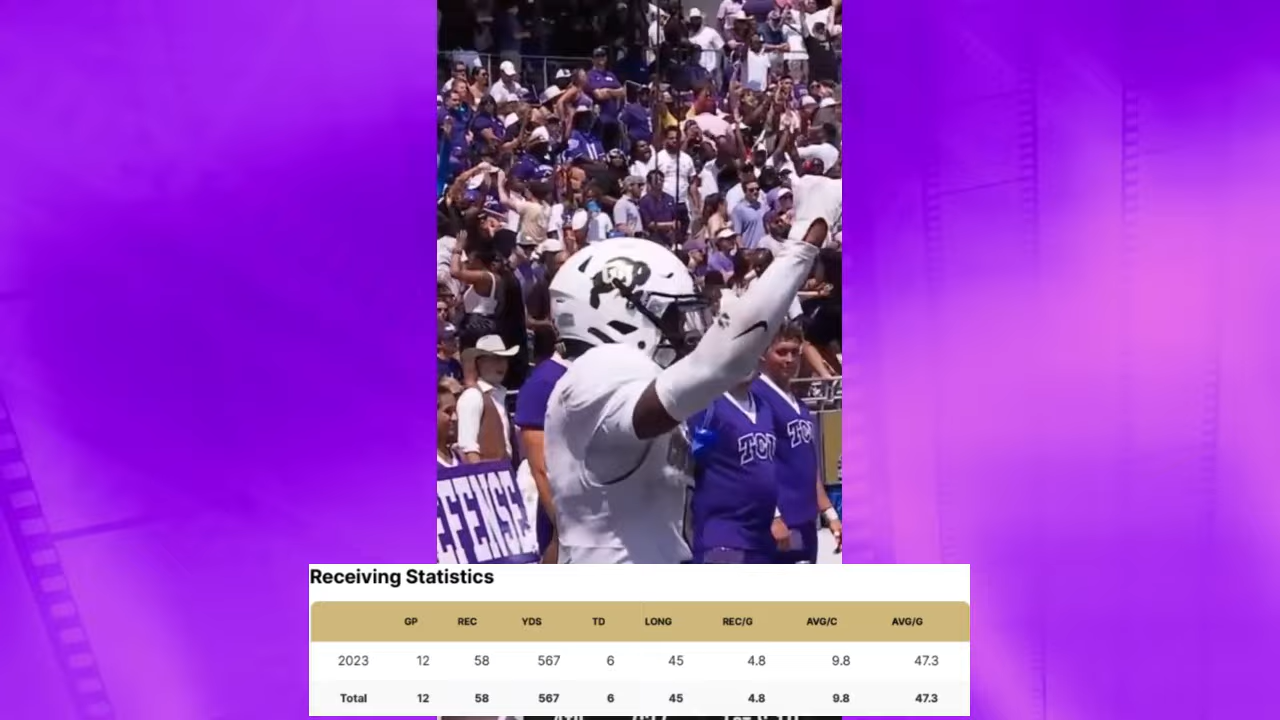 TCU
TC
EFENSE
Receiving Statistics
GP REC YDS TD LONG REC/G AVG/C AVG/G
2023 12 58 567 6 45 4.8 9.8 47.3
Total 12 58 567 6 45 4.8 9.8 47.3